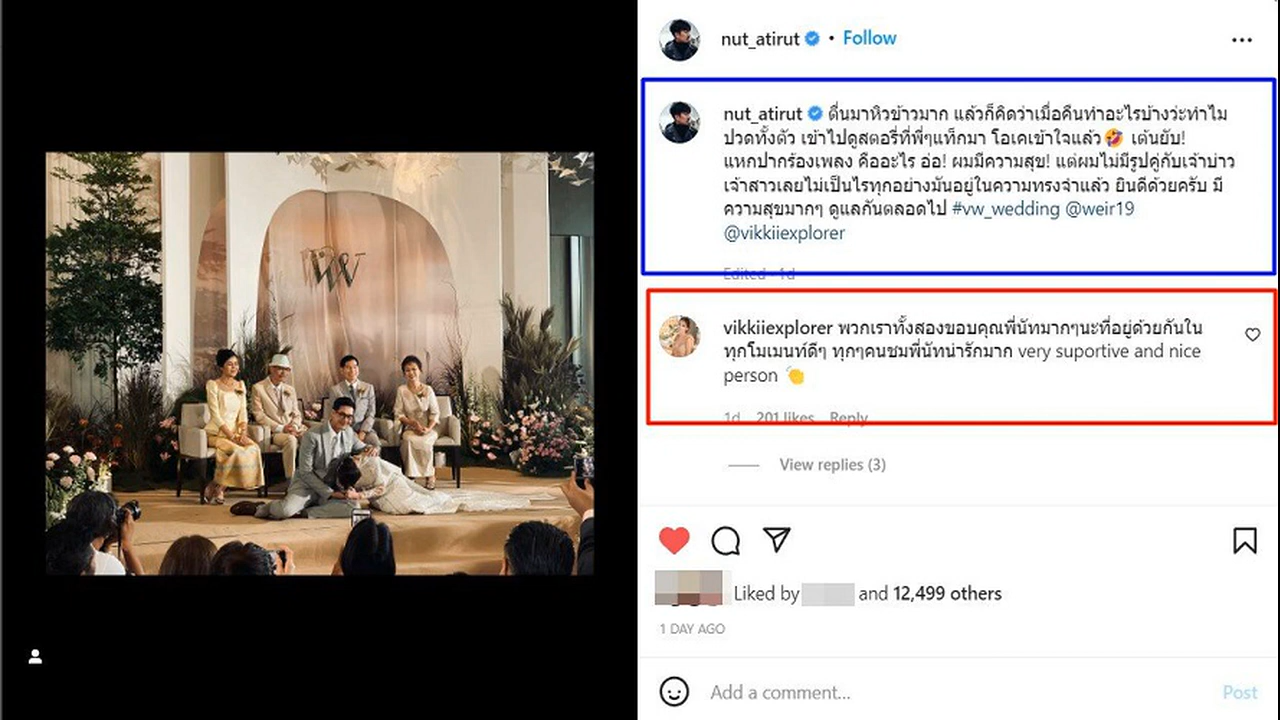 VW
nut_atirut • Follow
nut_atirut ตื่นมาหิวข้าวมาก แล้วก็คิดว่าเมื่อคืนทำอะไรบ้างว่ะทำไม
ปวดทั้งตัว เข้าไปดูสตอรี่ที่พี่ๆแท็กมา โอเคเข้าใจแล้ว🤣 เต้นยับ!
แหกปากร้องเพลง คืออะไร อ่อ! ผมมีความสุข! แต่ผมไม่มีรูปคู่กับเจ้าบ่าว
เจ้าสาวเลยไม่เป็นไรทุกอย่างมันอยู่ในความทรงจำแล้ว ยินดีด้วยครับ มี
ความสุขมากๆ ดูแลกันตลอดไป #vw_wedding @weir19
@vikkiiexplorer
Edited · 1d
vikkiiexplorer พวกเราทั้งสองขอบคุณพี่นัทมากๆนะที่อยู่ด้วยกันใน
ทุกโมเมนท์ดีๆ ทุกๆคนชมพี่นัทน่ารักมาก very suportive and nice
person 👏
1d 201 likes Reply
View replies (3)
Liked by and 12,499 others
1 DAY AGO
Add a comment... Post